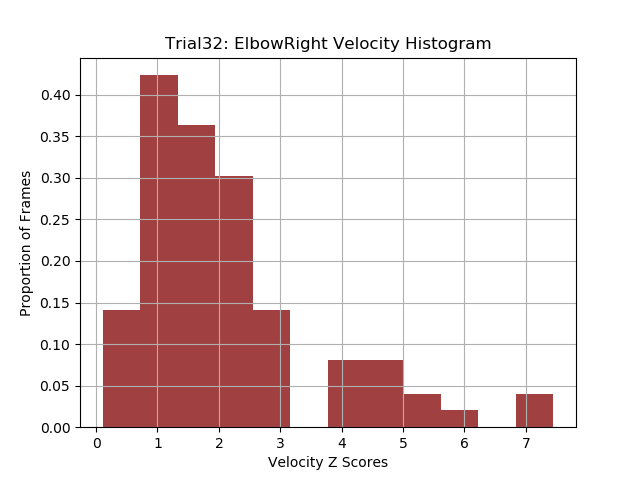 Trial32: ElbowRight Velocity Histogram
0.40
0.35
0.30
0.25
0.20
0.15
0.10
0.05
0.00
Proportion of Frames
0 1 2 3 4 5 6 7
Velocity Z Scores